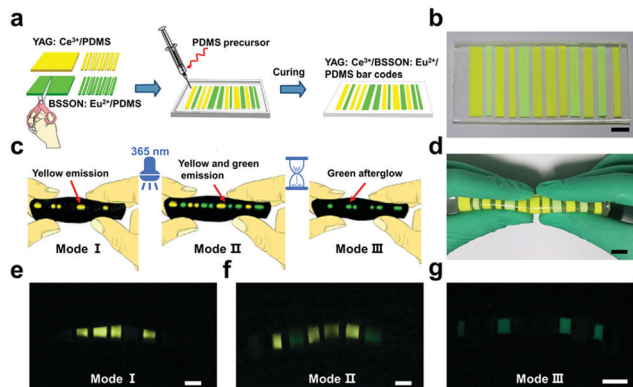 a
YAG: Ce³⁺/PDMS
BSSON: Eu²⁺/PDMS
PDMS precursor
Curing
YAG: Ce³⁺/BSSON: Eu²⁺/
PDMS bar codes
b
c
Yellow emission
Mode I
365 nm
Yellow and green
emission
Mode II
Green afterglow
Mode III
d
e
Mode I
f
Mode II
g
Mode III